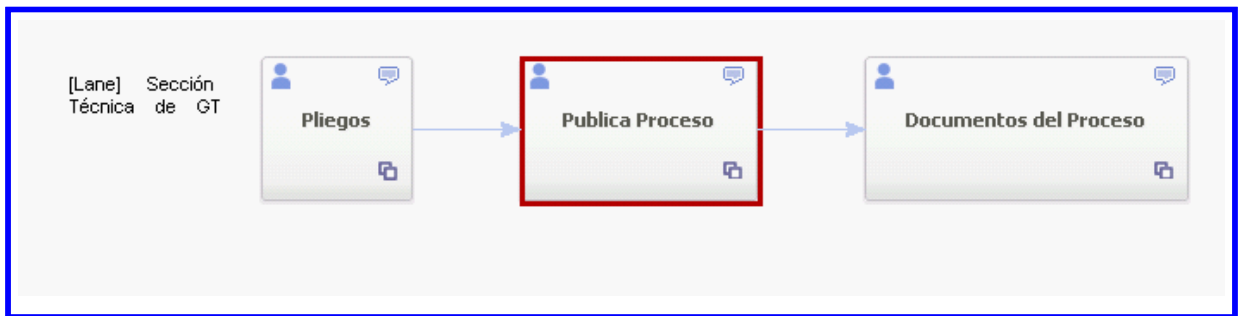 [Lane] Sección
Técnica de GT
Pliegos
Publica Proceso
Documentos del Proceso